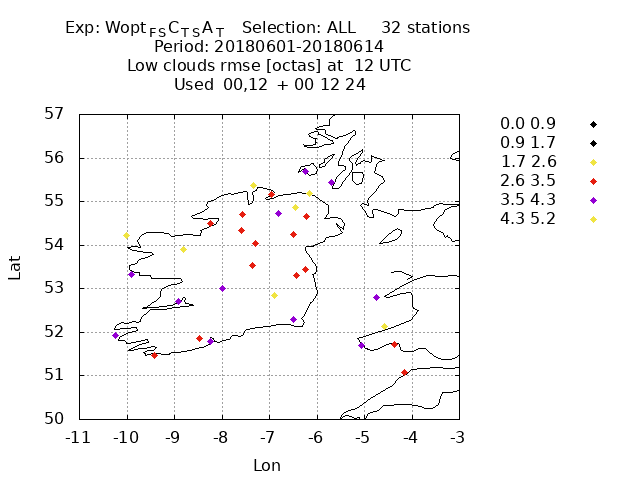 Exp: Wopt FS C TS A T Selection: ALL 32 stations
Period: 20180601-20180614
Low clouds rmse [octas] at 12 UTC
Used 00,12 + 00 12 24
57
56
55
54
53
52
51
50
-11 -10 -9 -8 -7 -6 -5 -4 -3
Lat
Lon
0.0 0.9
0.9 1.7
1.7 2.6
2.6 3.5
3.5 4.3
4.3 5.2